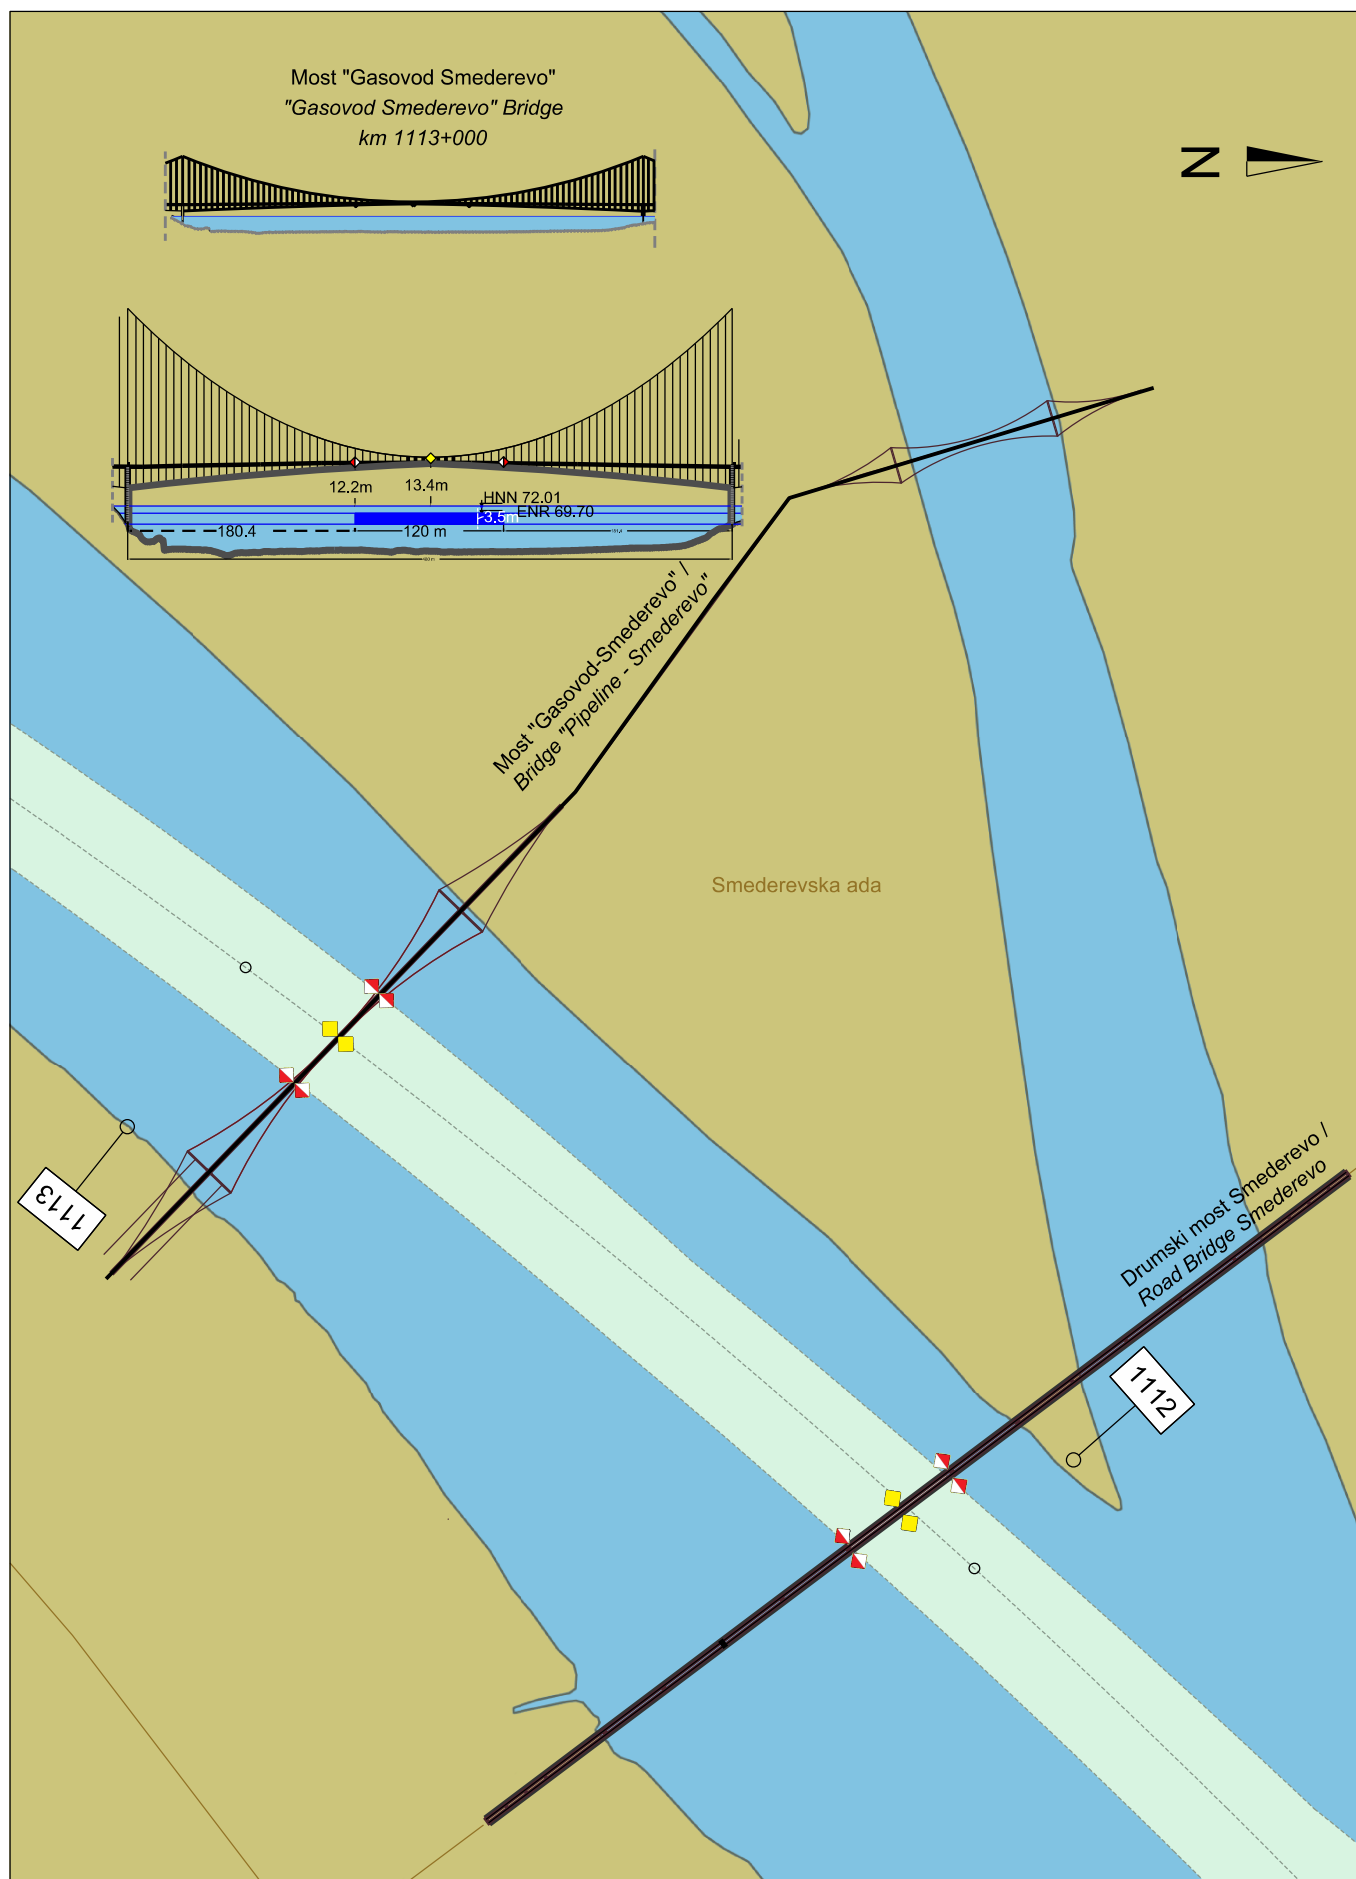 Most "Gasovod Smederevo"
"Gasovod Smederevo" Bridge
km 1113+000
N
12.2m
13.4m
HNN 72.01
ENR 69.70
3.5m
180.4
120 m
Most "Gasovod-Smederevo" /
Bridge "Pipeline - Smederevo"
Smederevska ada
1113
Drumski most Smederevo /
Road Bridge Smederevo
1112